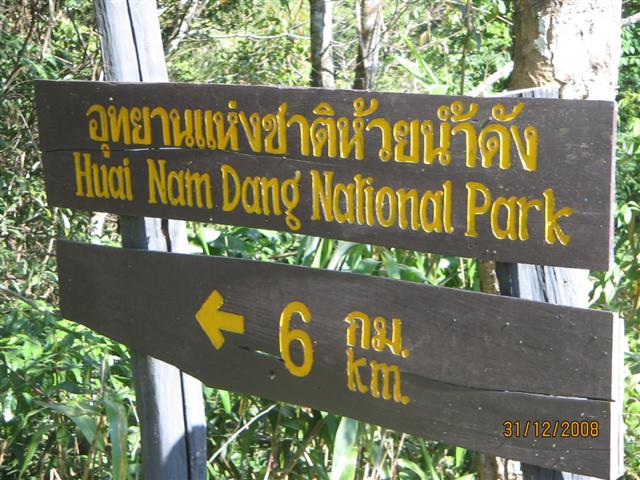 อุทยานแห่งชาติห้วยน้ำดัง
Huai Nam Dang National Park
← 6 กม.
km.
31/12/2008